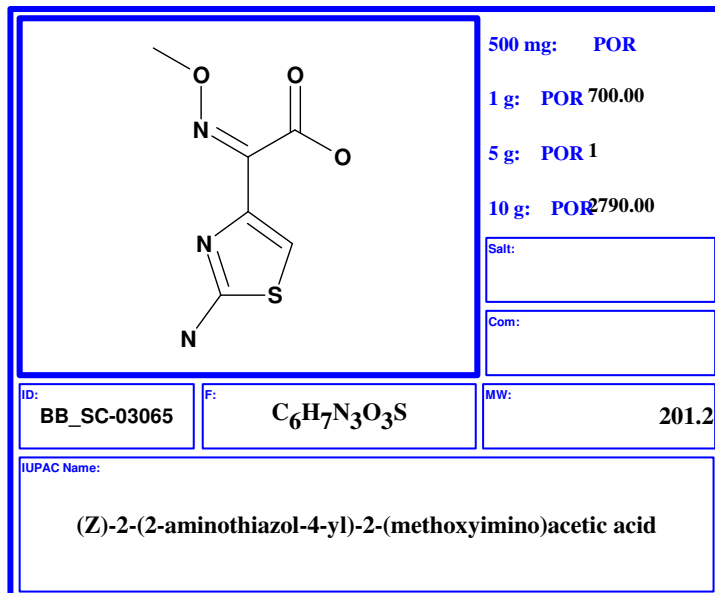 O
O
N
O
N
S
N
500 mg: POR
1 g: POR 700.00
5 g: POR 1
10 g: POR 2790.00
Salt:
Com:
ID:
BB_SC-03065
F:
C6H7N3O3S
MW:
201.2
IUPAC Name:
(Z)-2-(2-aminothiazol-4-yl)-2-(methoxyimino)acetic acid